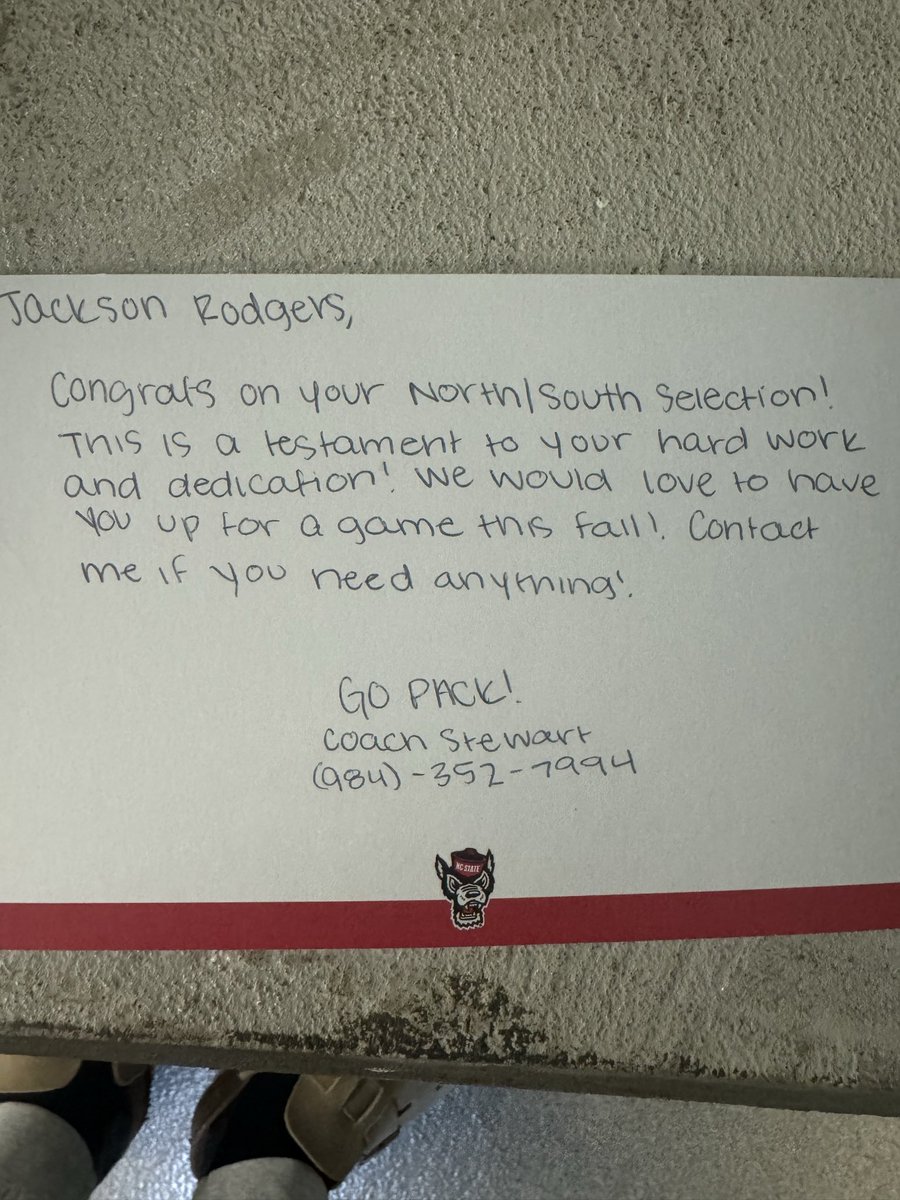 Jackson Rodgers,
Congrats on your North/South Selection!
This is a testament to your hard work
and dedication! We would love to have
you up for a game this fall! Contact
me if you need anything!
GO PACK!
Coach Stewart
(984)-352-7994
NC STATE